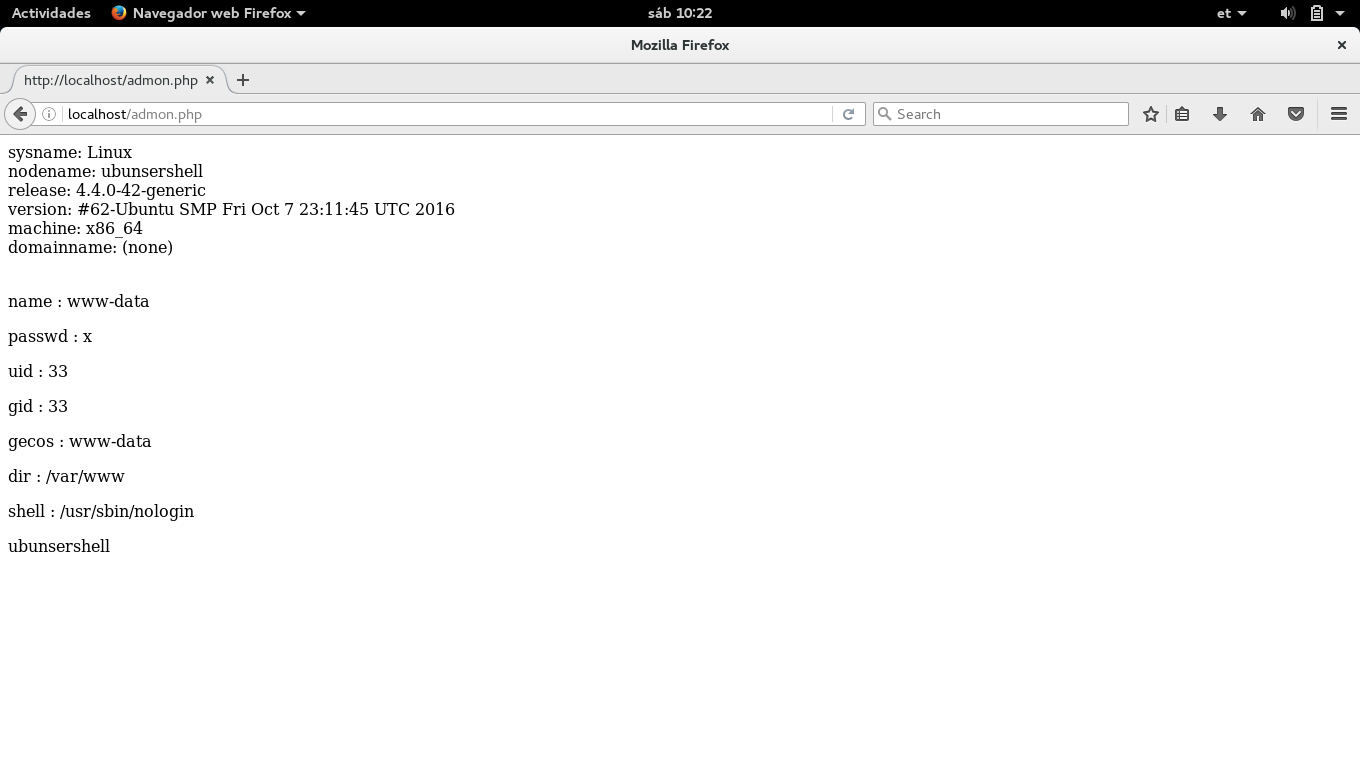 Actividades Navegador web Firefox sáb 10:22 et
Mozilla Firefox
http://localhost/admon.php
localhost/admon.php Search
sysname: Linux
nodename: ubunsershell
release: 4.4.0-42-generic
version: #62-Ubuntu SMP Fri Oct 7 23:11:45 UTC 2016
machine: x86_64
domainname: (none)
name : www-data
passwd : x
uid : 33
gid : 33
gecos : www-data
dir : /var/www
shell : /usr/sbin/nologin
ubunsershell